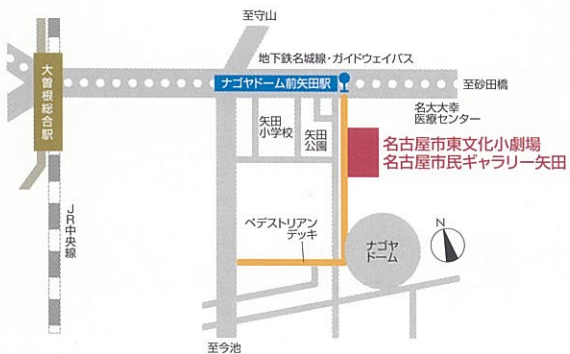 至守山
地下鉄名城線・ガイドウェイバス
大曽根総合駅
ナゴヤドーム前矢田駅
至砂田橋
名大大幸
医療センター
矢田
小学校
矢田
公園
名古屋市東文化小劇場
名古屋市民ギャラリー矢田
JR中央線
ペデストリアン
デッキ
ナゴヤ
ドーム
N
至今池